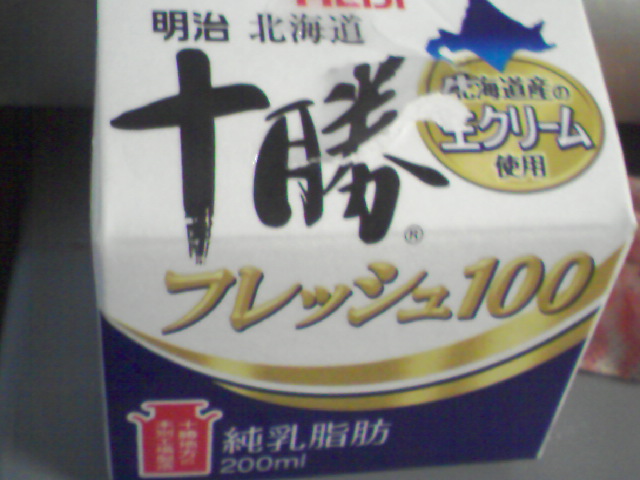 明治 北海道
十勝®
北海道産の
生クリーム
使用
フレッシュ100
純乳脂肪
200ml